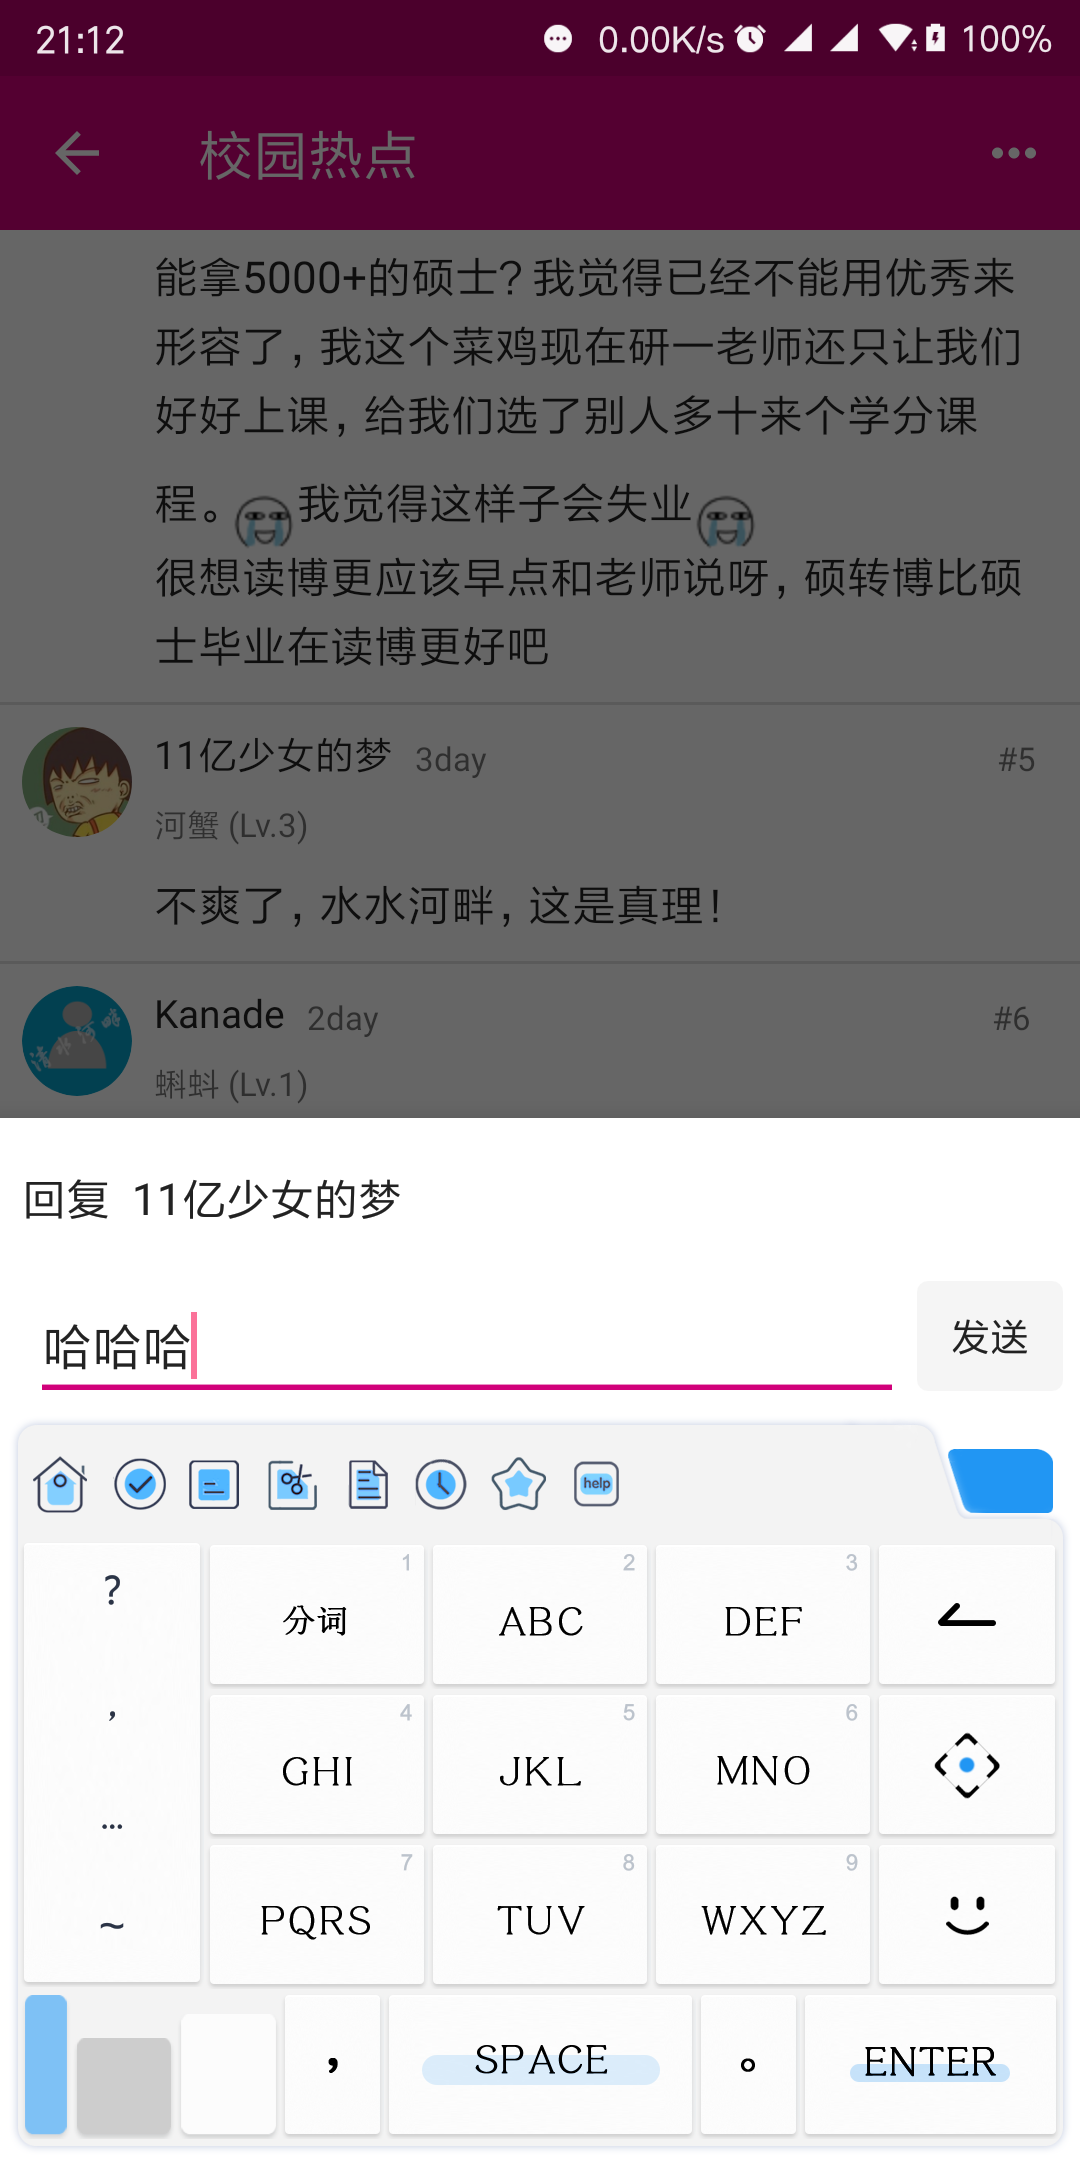 21:12 0.00K/s 100%
校园热点
能拿5000+的硕士？我觉得已经不能用优秀来
形容了，我这个菜鸡现在研一老师还只让我们
好好上课，给我们选了别人多十来个学分课
程。我觉得这样子会失业
很想读博更应该早点和老师说呀，硕转博比硕
士毕业在读博更好吧
11亿少女的梦 3day #5
河蟹 (Lv.3)
不爽了，水水河畔，这是真理！
Kanade 2day #6
清水河畔
蝌蚪 (Lv.1)
回复 11亿少女的梦
哈哈哈
发送
help
? 分词 1 ABC 2 DEF 3
,
GHI 4 JKL 5 MNO 6
…
PQRS 7 TUV 8 WXYZ 9
~
， SPACE 。 ENTER